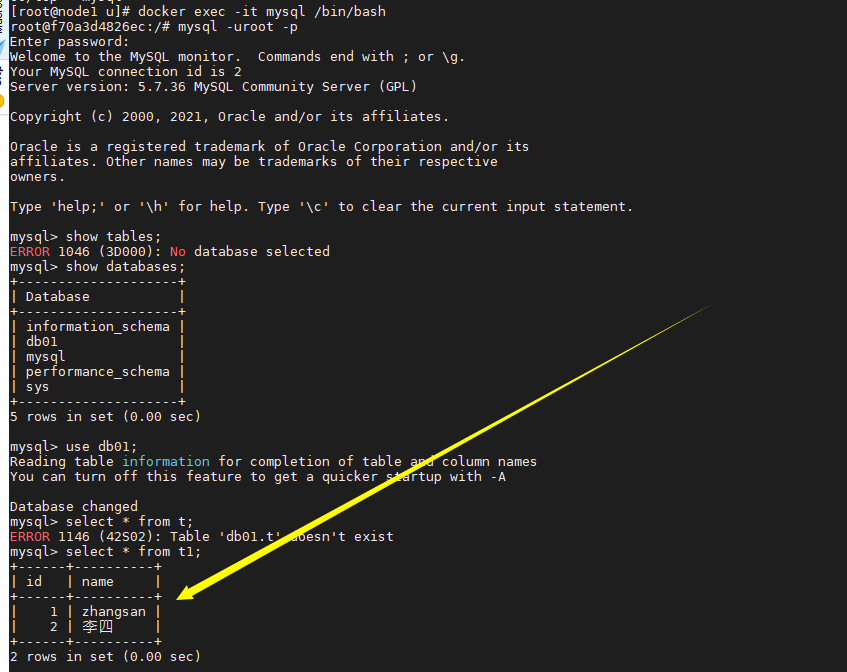 [root@node1 u]# docker exec -it mysql /bin/bash
root@f70a3d4826ec:/# mysql -uroot -p
Enter password:
Welcome to the MySQL monitor.  Commands end with ; or \g.
Your MySQL connection id is 2
Server version: 5.7.36 MySQL Community Server (GPL)

Copyright (c) 2000, 2021, Oracle and/or its affiliates.

Oracle is a registered trademark of Oracle Corporation and/or its
affiliates. Other names may be trademarks of their respective
owners.

Type 'help;' or '\h' for help. Type '\c' to clear the current input statement.

mysql> show tables;
ERROR 1046 (3D000): No database selected
mysql> show databases;
+--------------------+
| Database           |
+--------------------+
| information_schema |
| db01               |
| mysql              |
| performance_schema |
| sys                |
+--------------------+
5 rows in set (0.00 sec)

mysql> use db01;
Reading table information for completion of table and column names
You can turn off this feature to get a quicker startup with -A

Database changed
mysql> select * from t;
ERROR 1146 (42S02): Table 'db01.t' doesn't exist
mysql> select * from t1;
+------+----------+
| id   | name     |
+------+----------+
|    1 | zhangsan |
|    2 | 李四     |
+------+----------+
2 rows in set (0.00 sec)